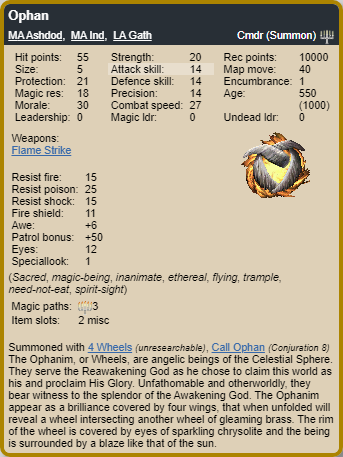 Ophan
MA Ashdod, MA Ind, LA Gath Cmdr (Summon)
Hit points: 55 Strength: 20 Rec points: 10000
Size: 5 Attack skill: 14 Map move: 40
Protection: 21 Defence skill: 14 Encumbrance: 1
Magic res: 18 Precision: 14 Age: 550
Morale: 30 Combat speed: 27 (1000)
Leadership: 0 Magic ldr: 0 Undead ldr: 0
Weapons:
Flame Strike
Resist fire: 15
Resist poison: 25
Resist shock: 15
Fire shield: 11
Awe: +6
Patrol bonus: +50
Eyes: 12
Speciallook: 1
(Sacred, magic-being, inanimate, ethereal, flying, trample,
need-not-eat, spirit-sight)
Magic paths: 3
Item slots: 2 misc
Summoned with 4 Wheels (unresearchable), Call Ophan (Conjuration 8)
The Ophanim, or Wheels, are angelic beings of the Celestial Sphere.
They serve the Reawakening God as he chose to claim this world as
his and proclaim His Glory. Unfathomable and otherworldly, they
bear witness to the splendor of the Awakening God. The Ophanim
appear as a brilliance covered by four wings, that when unfolded will
reveal a wheel intersecting another wheel of gleaming brass. The rim
of the wheel is covered by eyes of sparkling chrysolite and the being
is surrounded by a blaze like that of the sun.